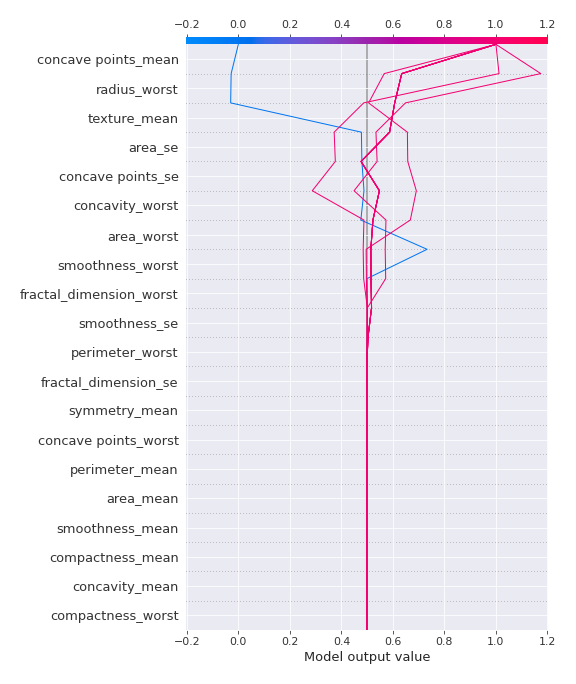 −0.2 0.0 0.2 0.4 0.6 0.8 1.0 1.2
concave points_mean
radius_worst
texture_mean
area_se
concave points_se
concavity_worst
area_worst
smoothness_worst
fractal_dimension_worst
smoothness_se
perimeter_worst
fractal_dimension_se
symmetry_mean
concave points_worst
perimeter_mean
area_mean
smoothness_mean
compactness_mean
concavity_mean
compactness_worst
−0.2 0.0 0.2 0.4 0.6 0.8 1.0 1.2
Model output value